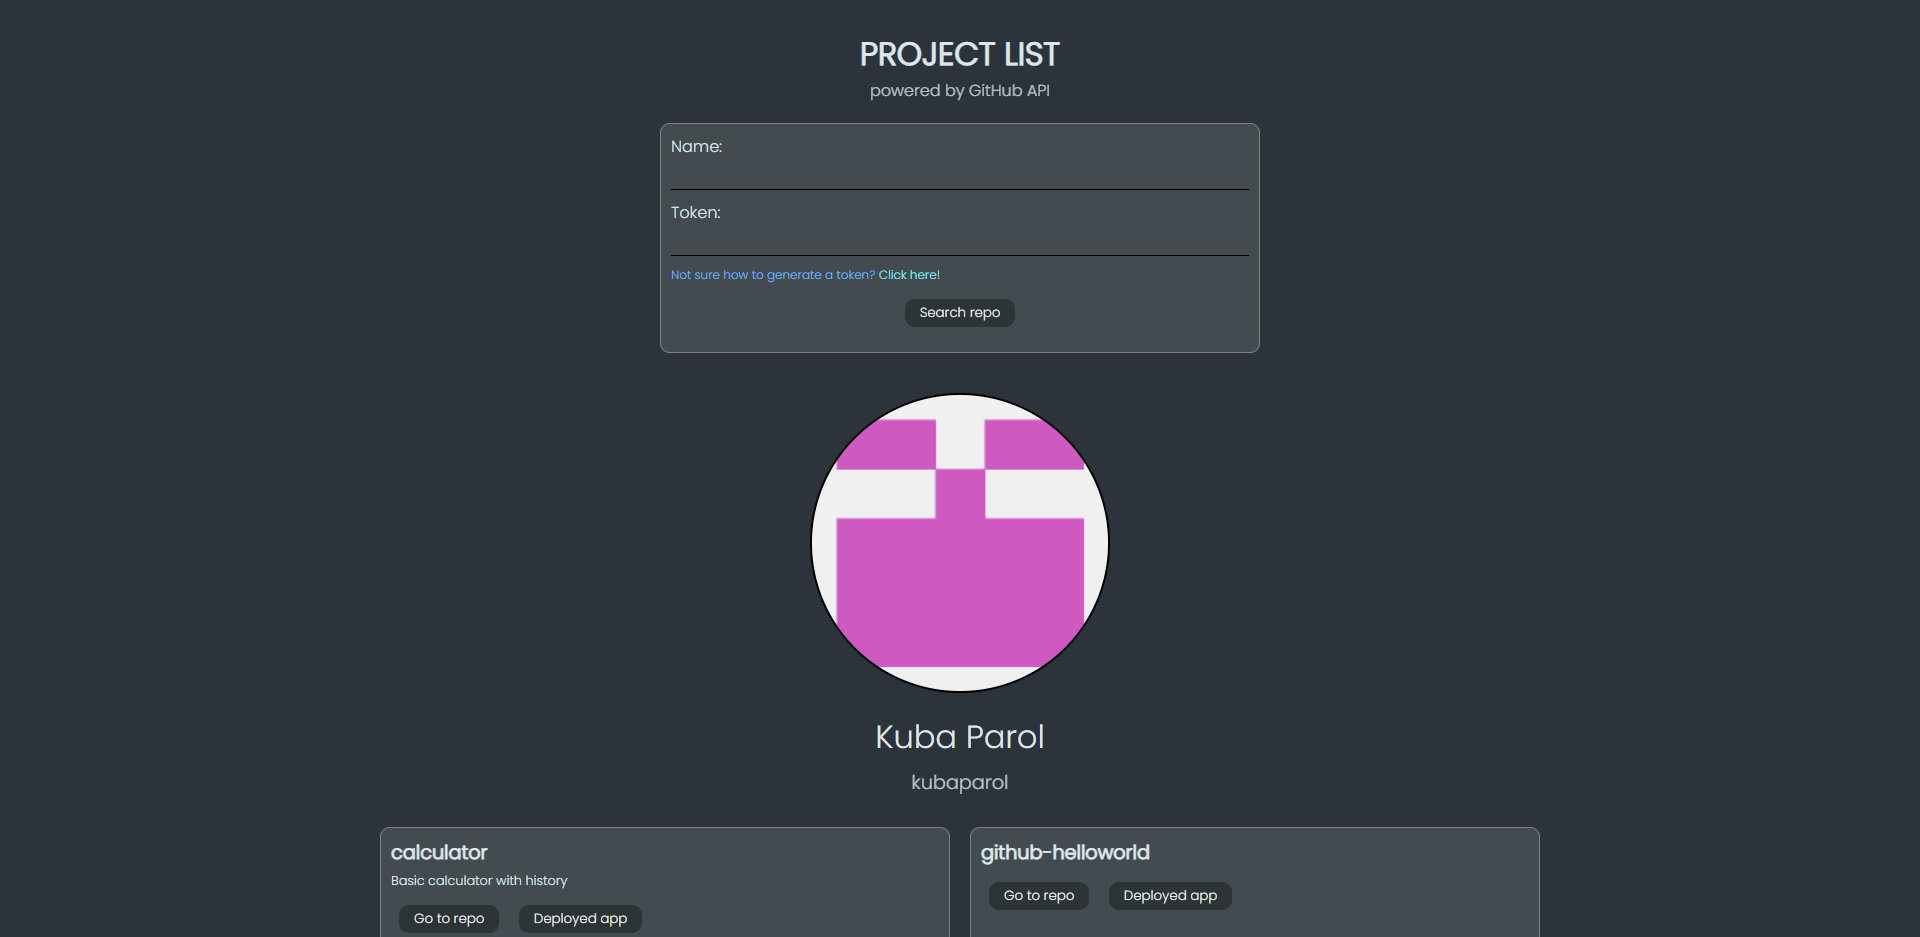 PROJECT LIST
powered by GitHub API
Name:
Token:
Not sure how to generate a token? Click here!
Search repo
Kuba Parol
kubaparol
calculator
Basic calculator with history
Go to repo Deployed app
github-helloworld
Go to repo Deployed app